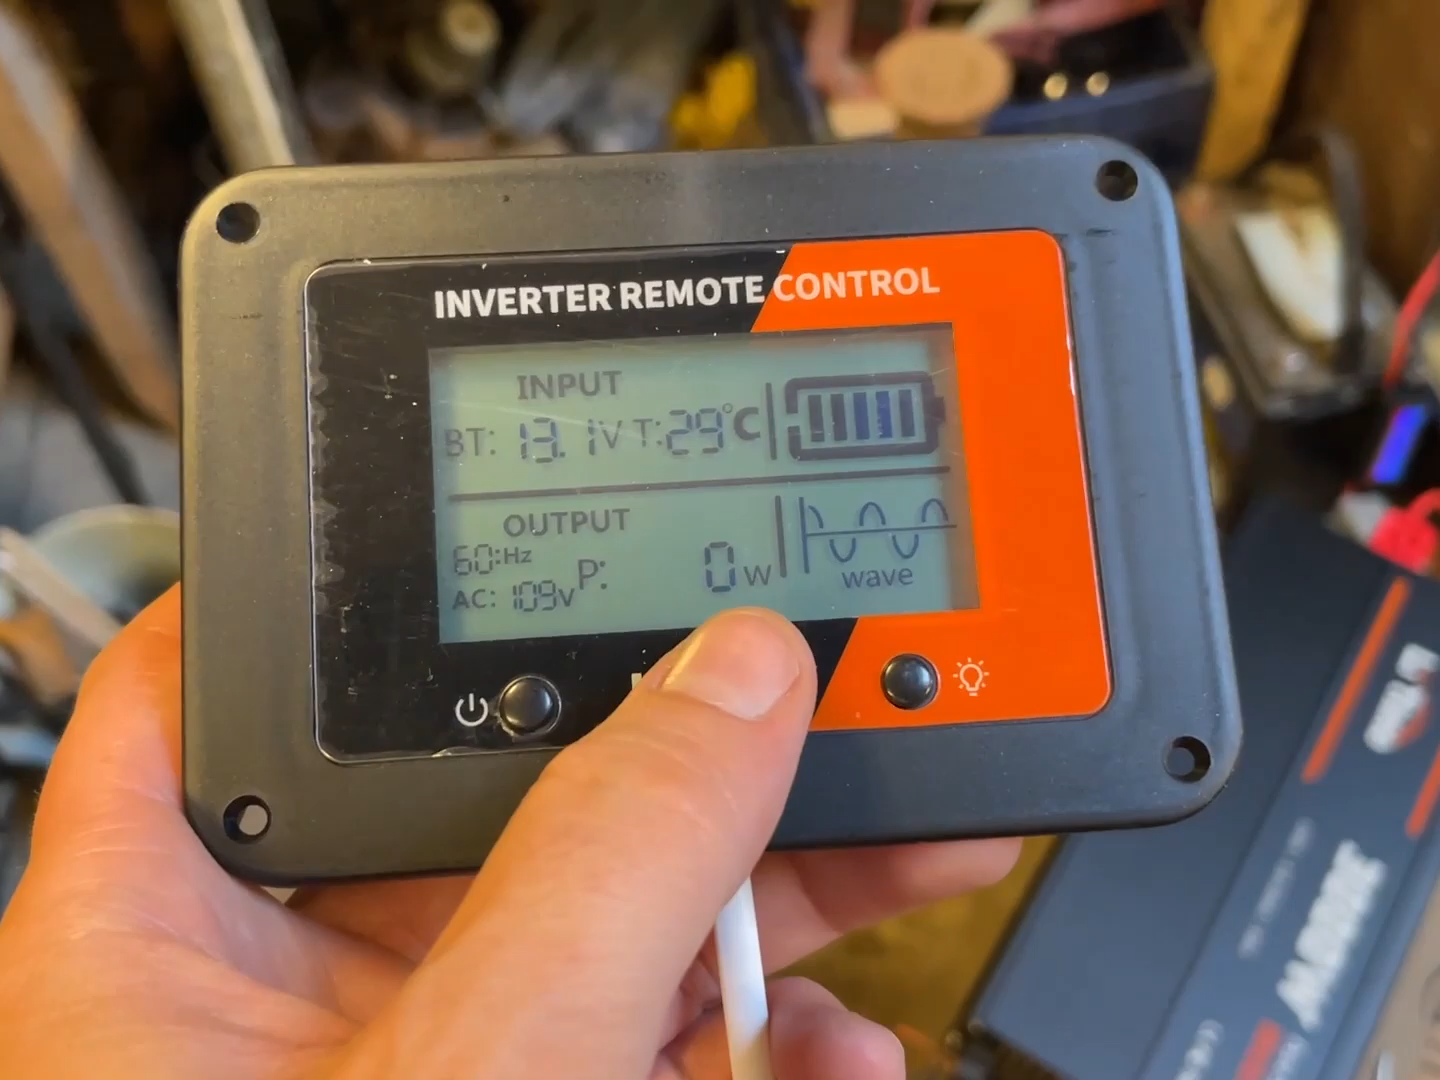 INVERTER REMOTE CONTROL
INPUT
BT: 13.1V T:29°C
OUTPUT
60:Hz
P: 0W
AC: 109V
wave